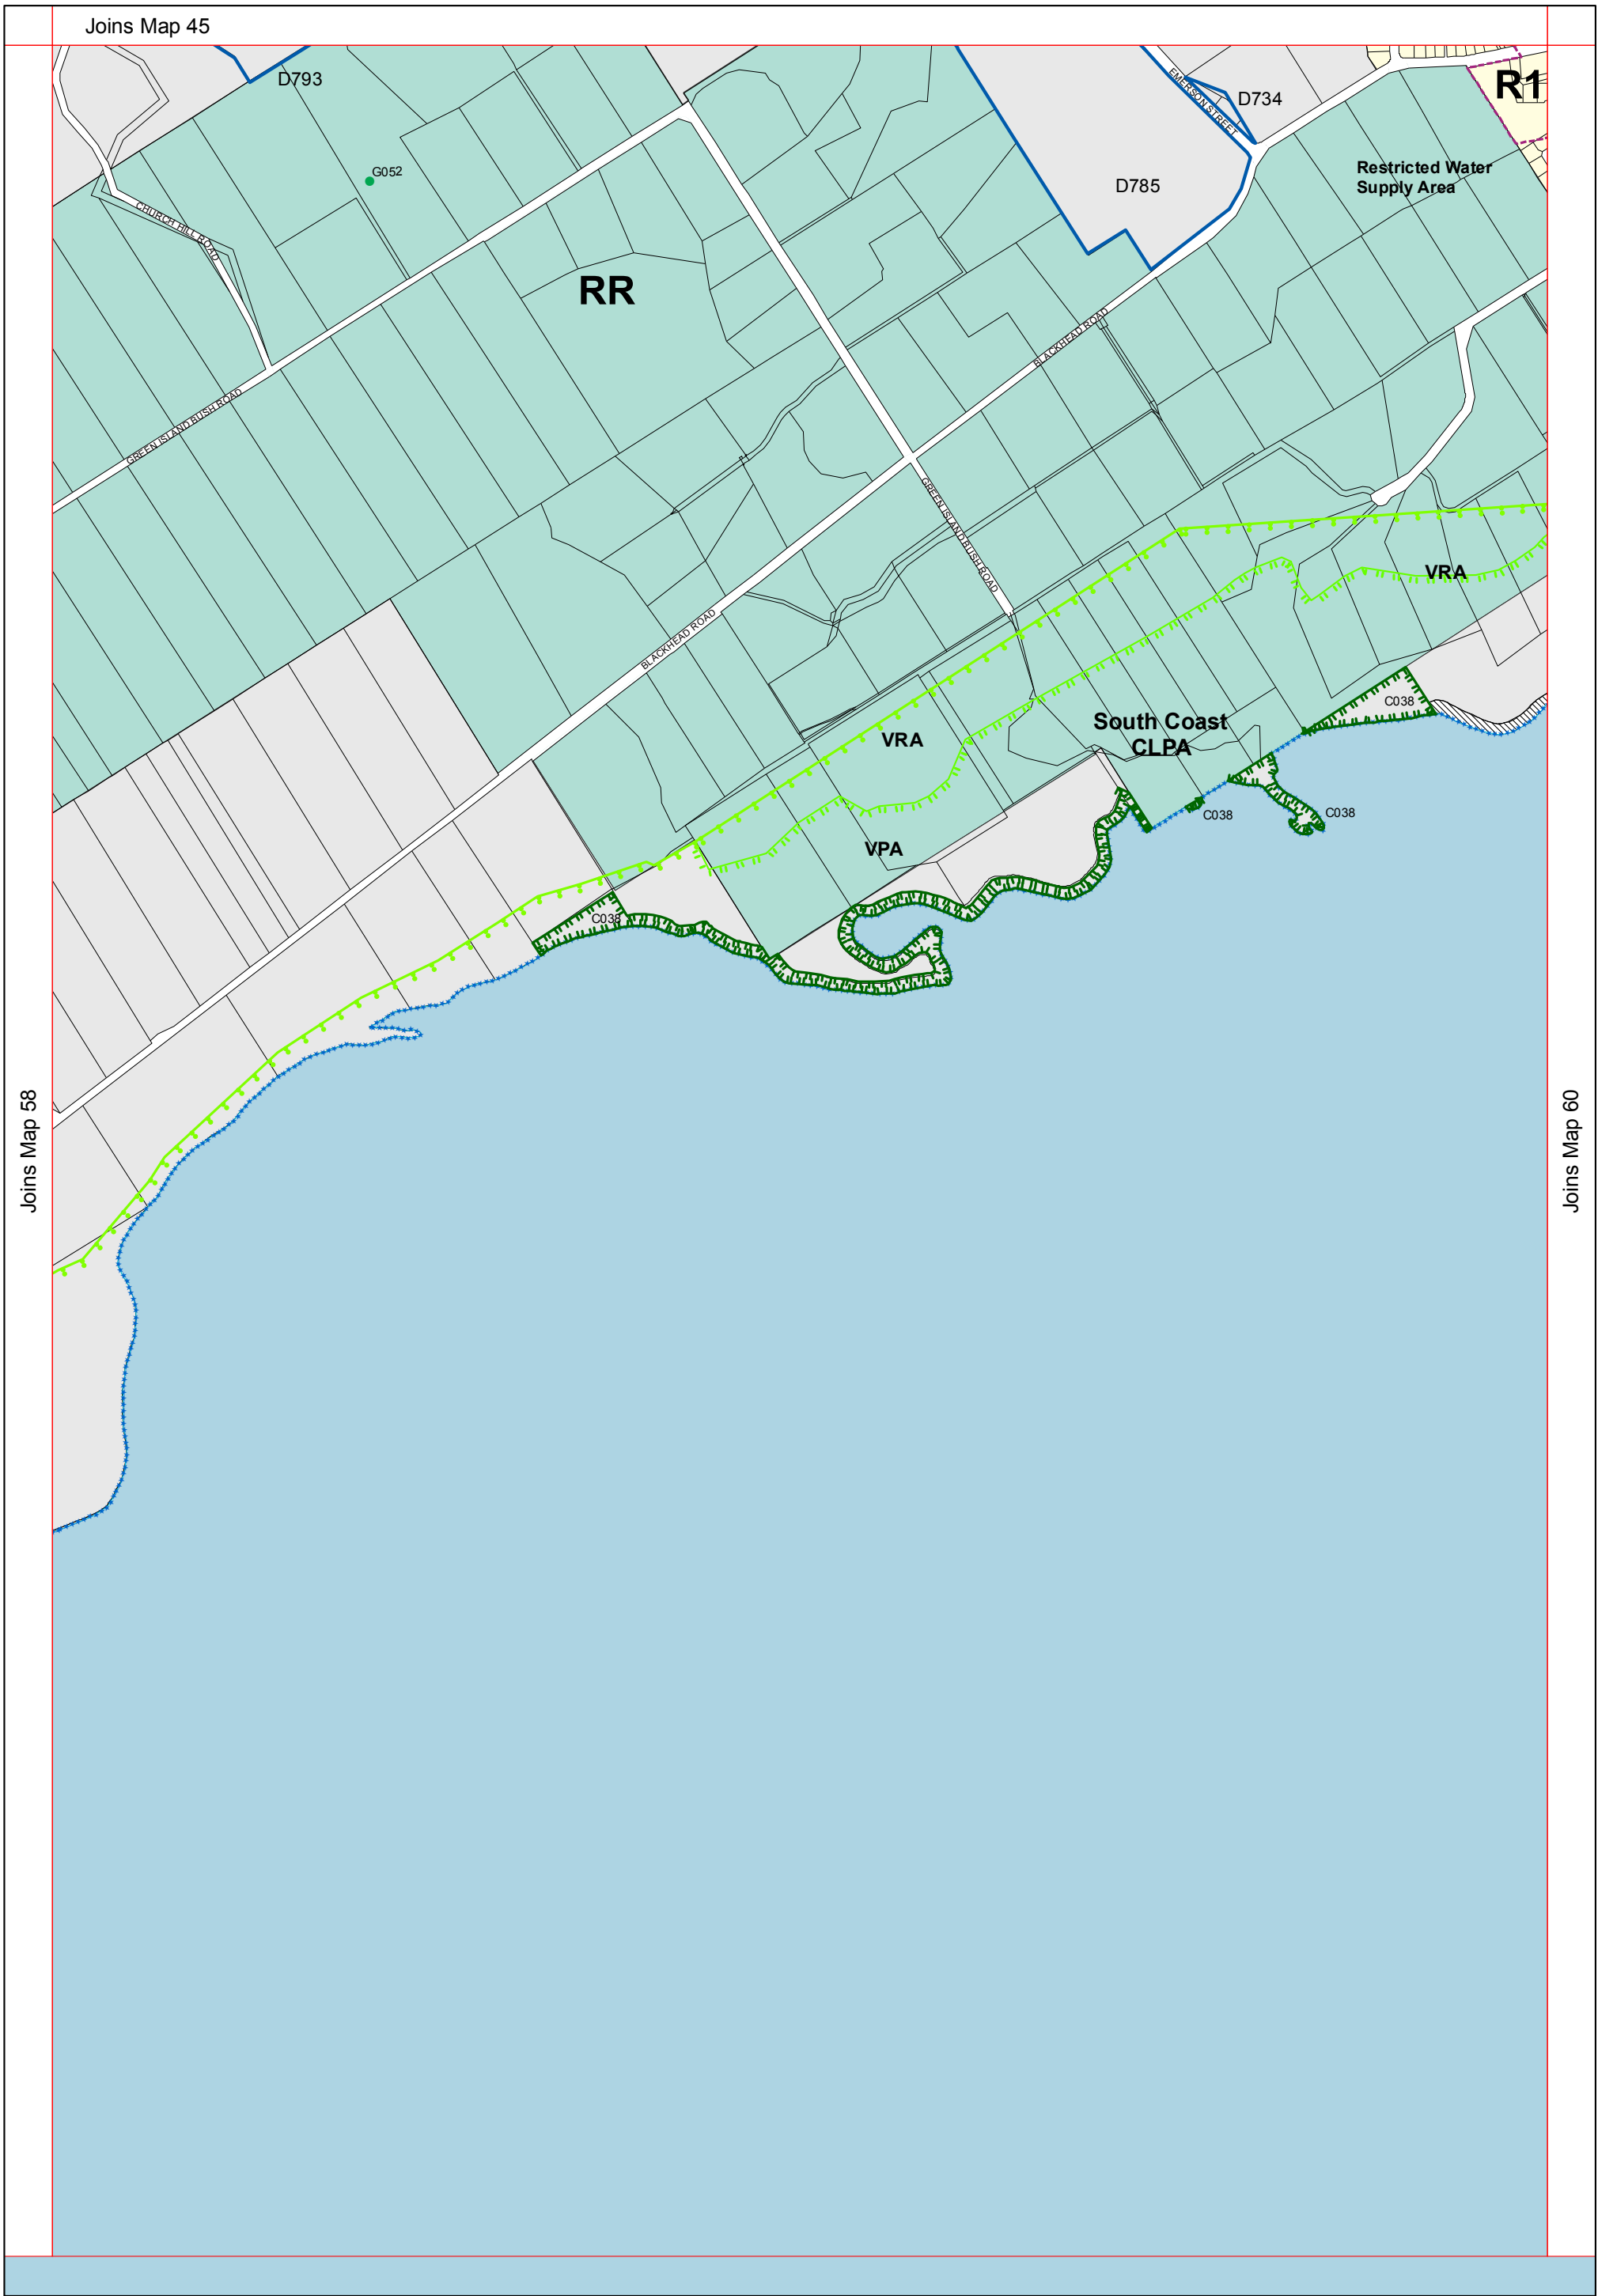 Joins Map 45
D793
EMERSON STREET
D734
R1
G052
Restricted Water
Supply Area
D785
CHURCH HILL ROAD
RR
BLACKHEAD ROAD
GREEN ISLAND BUSH ROAD
GREEN ISLAND BUSH ROAD
VRA
BLACKHEAD ROAD
C038
South Coast
CLPA
VRA
C038
C038
VPA
C038
Joins Map 58
Joins Map 60